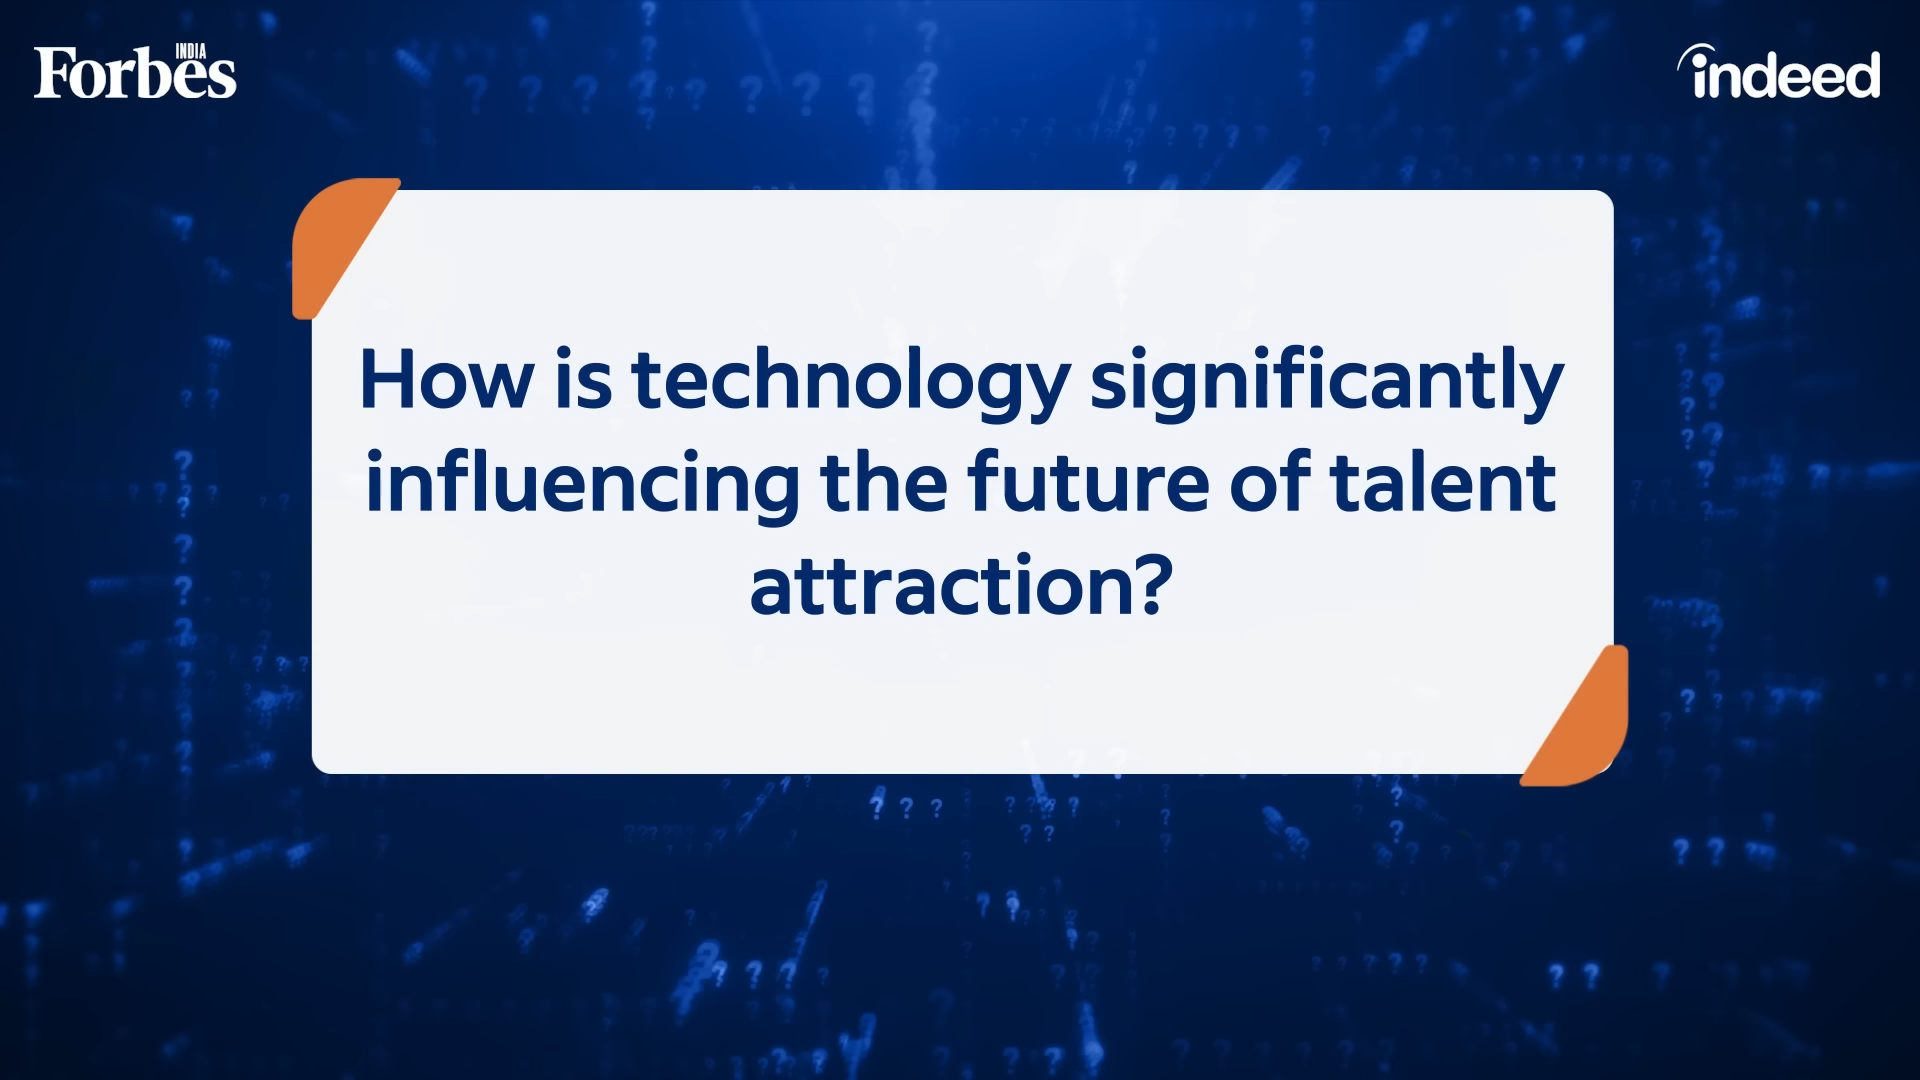 Forbes
INDIA
indeed
How is technology significantly
influencing the future of talent
attraction?